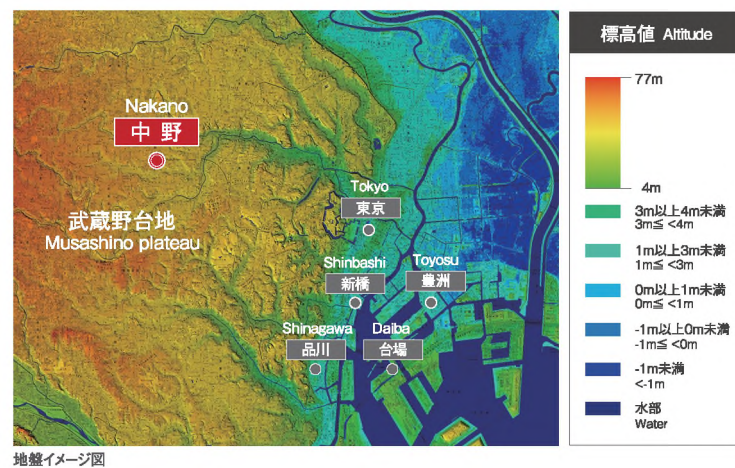 Nakano
中野
武蔵野台地
Musashino plateau
Tokyo
東京
Shinbashi
新橋
Toyosu
豊洲
Shinagawa
品川
Daiba
台場
地盤イメージ図
標高値 Altitude
77m
4m
3m以上4m未満
3m≦ <4m
1m以上3m未満
1m≦ <3m
0m以上1m未満
0m≦ <1m
-1m以上0m未満
-1m≦ <0m
-1m未満
<-1m
水部
Water